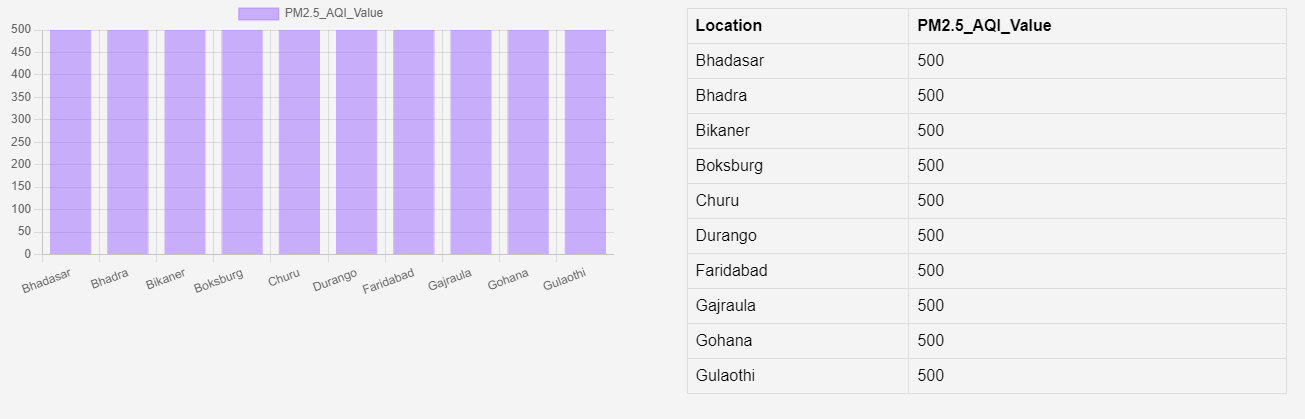 PM2.5_AQI_Value
500
450
400
350
300
250
200
150
100
50
0
Bhadasar
Bhadra
Bikaner
Boksburg
Churu
Durango
Faridabad
Gajraula
Gohana
Gulaothi
Location PM2.5_AQI_Value
Bhadasar 500
Bhadra 500
Bikaner 500
Boksburg 500
Churu 500
Durango 500
Faridabad 500
Gajraula 500
Gohana 500
Gulaothi 500